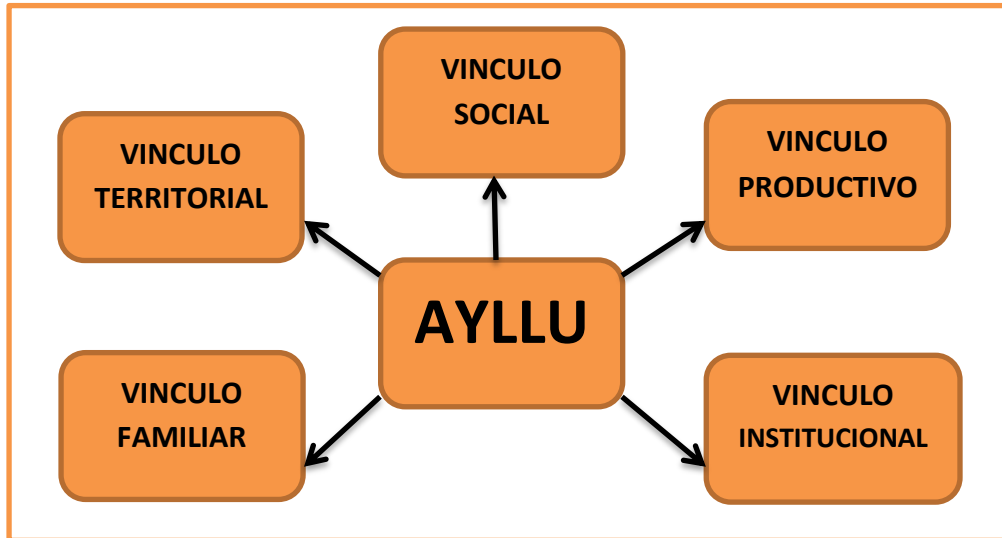 VINCULO
SOCIAL
VINCULO
TERRITORIAL
VINCULO
PRODUCTIVO
AYLLU
VINCULO
FAMILIAR
VINCULO
INSTITUCIONAL